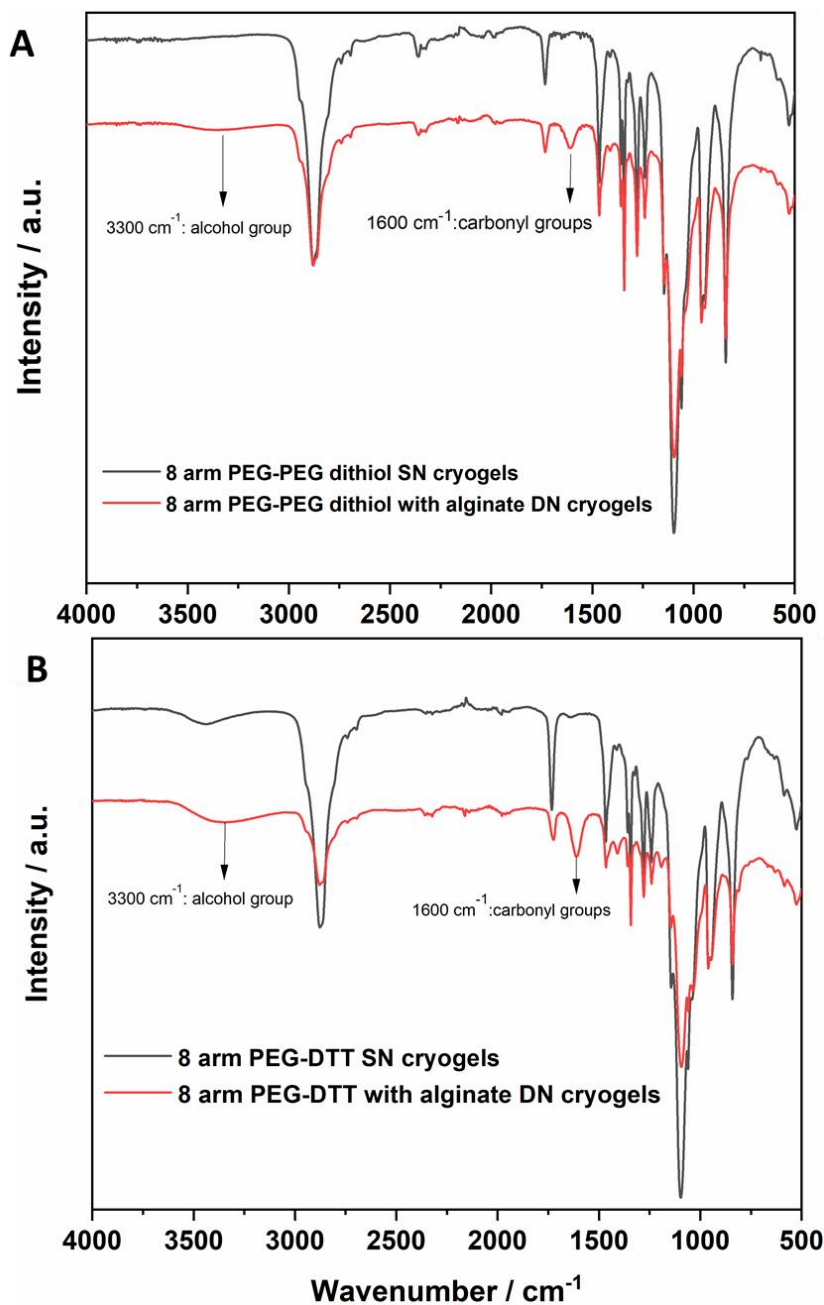 A
Intensity / a.u.
3300 cm⁻¹: alcohol group
1600 cm⁻¹:carbonyl groups
8 arm PEG-PEG dithiol SN cryogels
8 arm PEG-PEG dithiol with alginate DN cryogels
4000 3500 3000 2500 2000 1500 1000 500
B
Intensity / a.u.
3300 cm⁻¹: alcohol group
1600 cm⁻¹:carbonyl groups
8 arm PEG-DTT SN cryogels
8 arm PEG-DTT with alginate DN cryogels
4000 3500 3000 2500 2000 1500 1000 500
Wavenumber / cm⁻¹